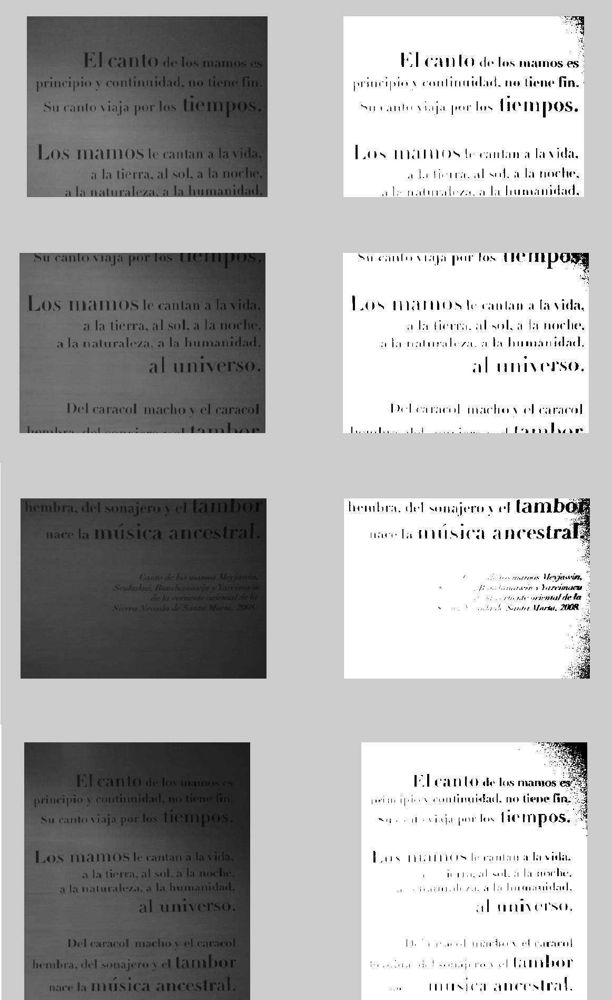 El canto de los mamos es
principio y continuidad, no tiene fin.
Su canto viaja por los tiempos.
Los mamos le cantan a la vida,
a la tierra, al sol, a la noche,
a la naturaleza, a la humanidad,
El canto de los mamos es
principio y continuidad, no tiene fin.
Su canto viaja por los tiempos.
Los mamos le cantan a la vida,
a la tierra, al sol, a la noche,
a la naturaleza, a la humanidad,
Su canto viaja por los tiempos.
Los mamos le cantan a la vida,
a la tierra, al sol, a la noche,
a la naturaleza, a la humanidad,
al universo.
Del caracol macho y el caracol
hembra, del sonajero y el tambor
Su canto viaja por los tiempos.
Los mamos le cantan a la vida,
a la tierra, al sol, a la noche,
a la naturaleza, a la humanidad,
al universo.
Del caracol macho y el caracol
hembra, del sonajero y el tambor
hembra, del sonajero y el tambor
nace la música ancestral.
Canto de los mamos Meyjawin,
Seukukui, Bunchanawin y Yareimacu
de la vertiente oriental de la
Sierra Nevada de Santa Marta, 2008.
hembra, del sonajero y el tambor
nace la música ancestral.
de los mamos Meyjawin,
Bunchanawin y Yareimacu
vertiente oriental de la
de Santa Marta, 2008.
El canto de los mamos es
principio y continuidad, no tiene fin.
Su canto viaja por los tiempos.
Los mamos le cantan a la vida,
a la tierra, al sol, a la noche,
a la naturaleza, a la humanidad,
al universo.
Del caracol macho y el caracol
hembra, del sonajero y el tambor
nace la música ancestral.
El canto de los mamos es
principio y continuidad, no tiene fin.
Su canto viaja por los tiempos.
Los mamos le cantan a la vida,
tierra, al sol, a la noche,
naturaleza, a la humanidad,
al universo.
Del caracol macho y el caracol
hembra, del sonajero y el tambor
música ancestral.